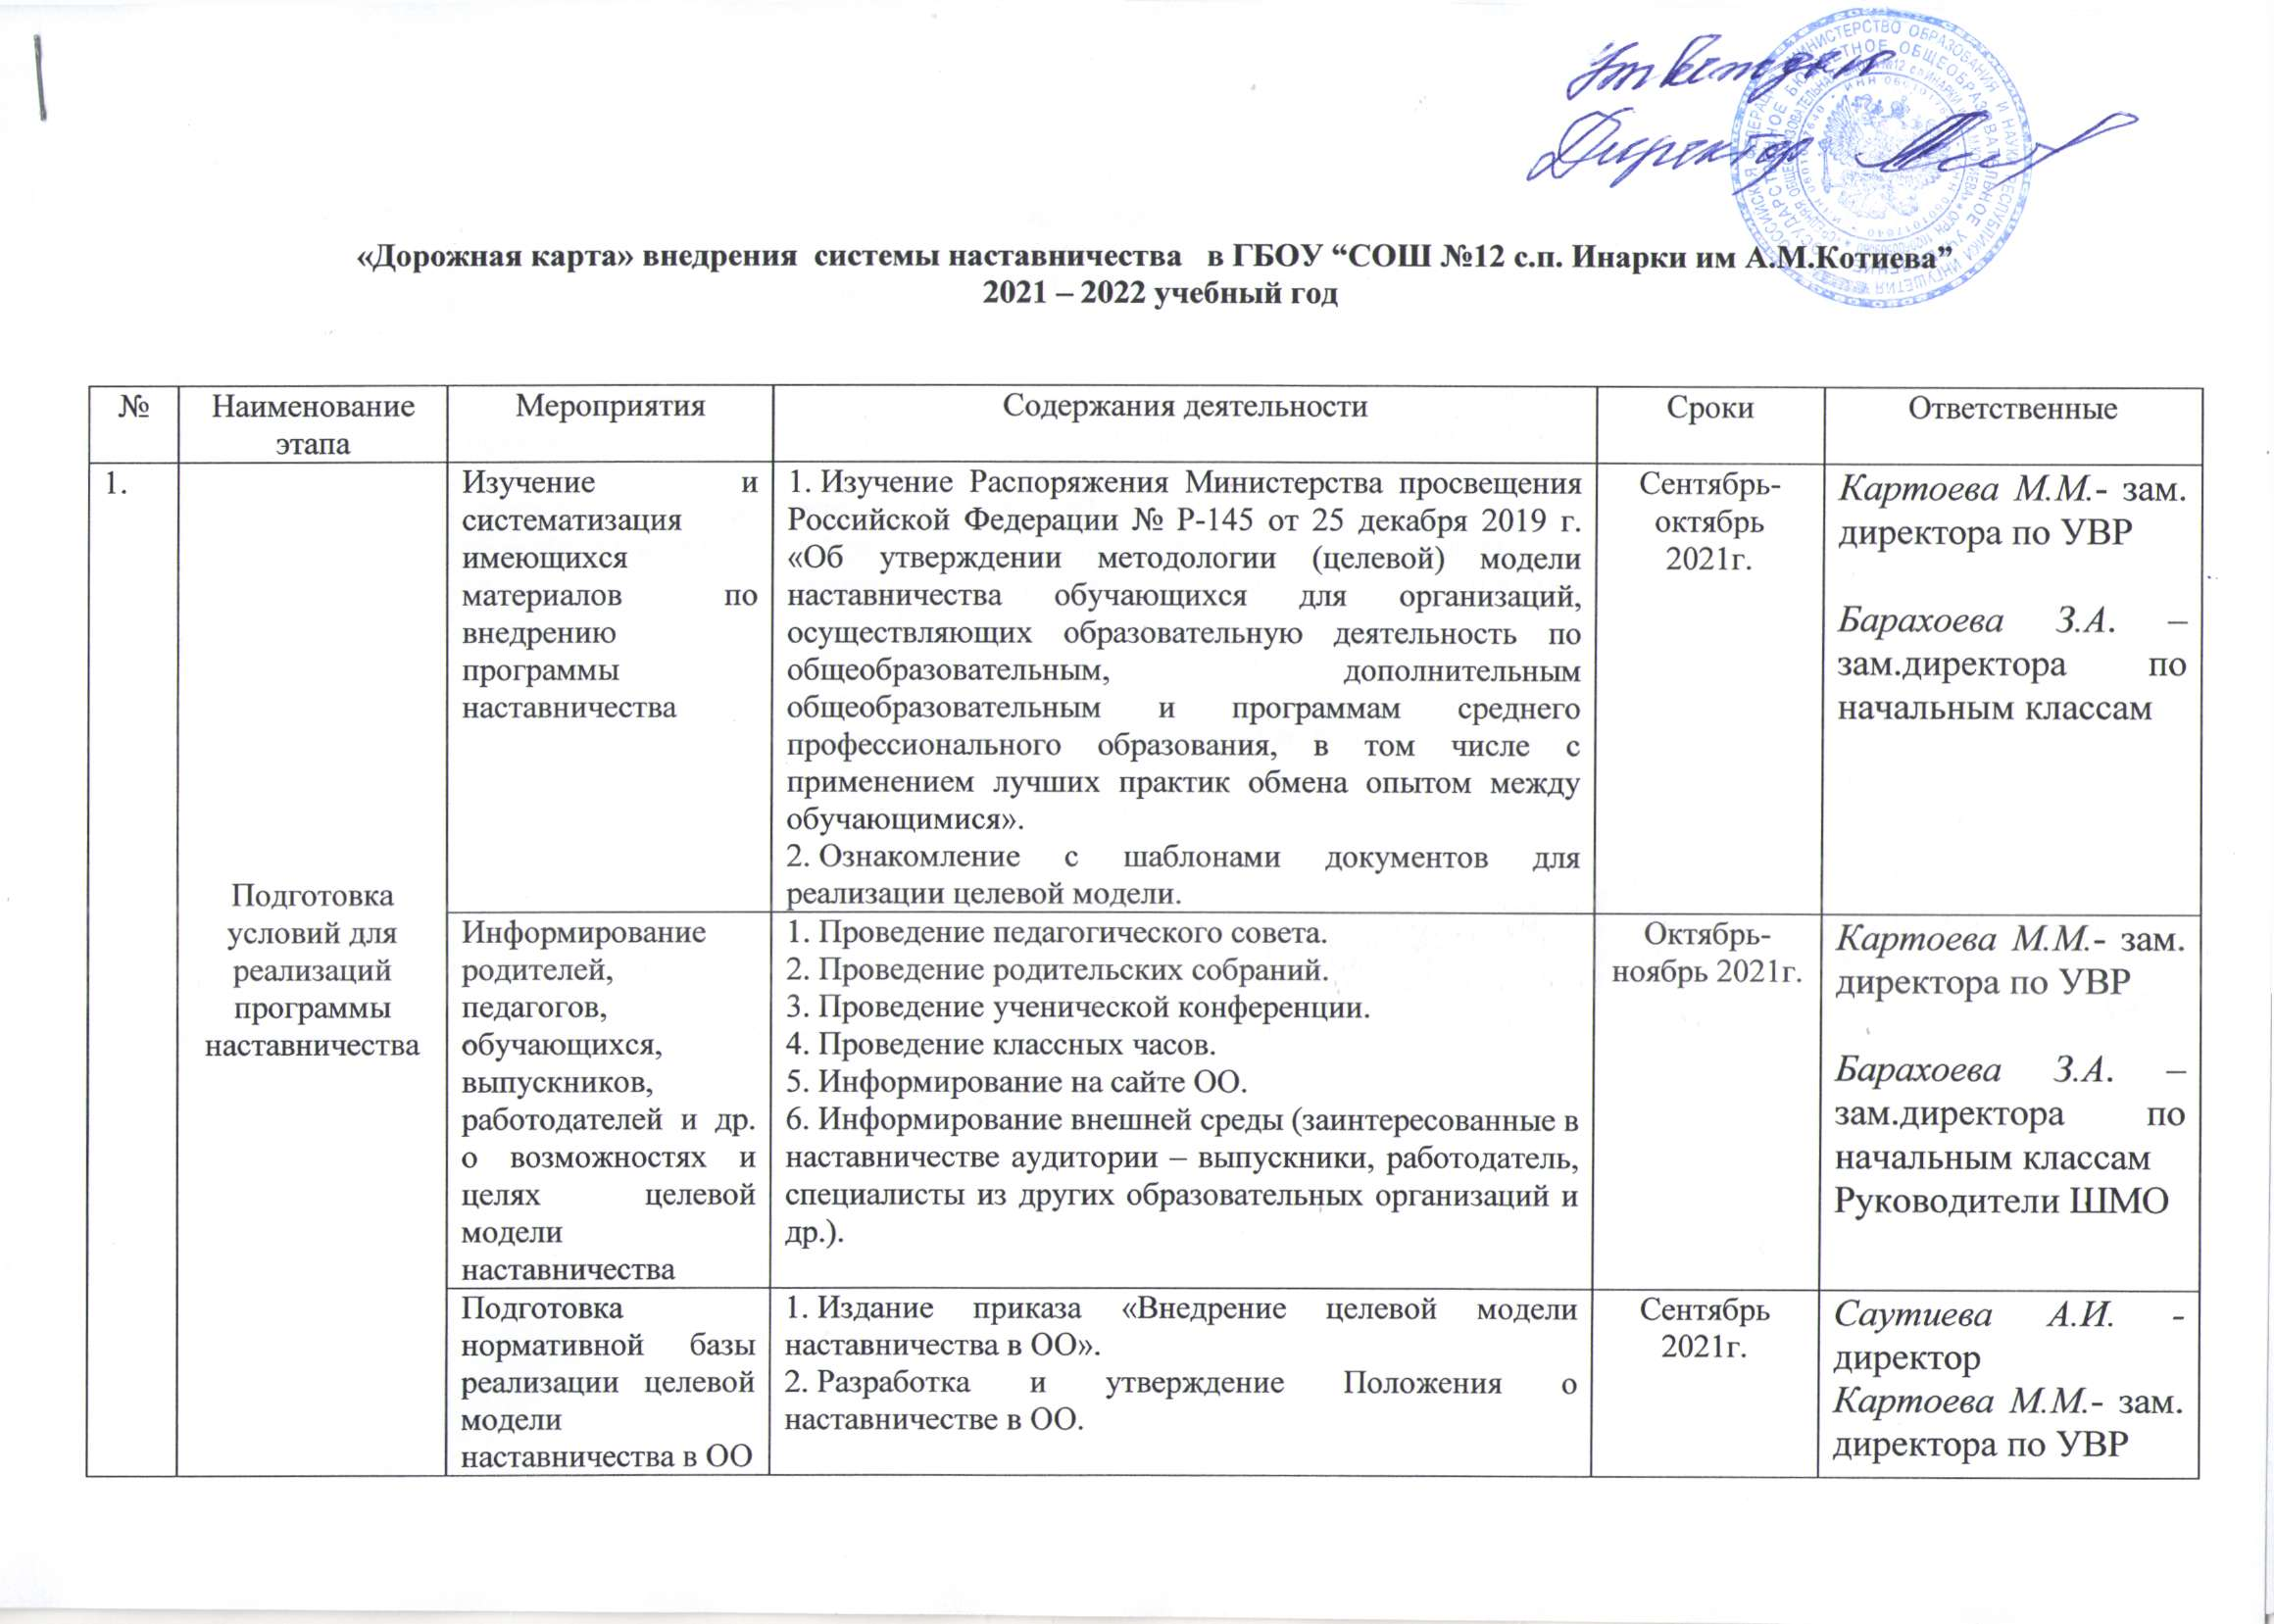 Утверждаю
Директор
МИНИСТЕРСТВО ОБРАЗОВАНИЯ И НАУКИ РЕСПУБЛИКИ ИНГУШЕТИЯ
«Дорожная карта» внедрения системы наставничества в ГБОУ “СОШ №12 с.п. Инарки им А.М.Котиева”
2021 – 2022 учебный год
№
Наименование
этапа
Мероприятия
Содержания деятельности
Сроки
Ответственные
1.
Подготовка
условий для
реализаций
программы
наставничества
Изучение и
систематизация
имеющихся
материалов по
внедрению
программы
наставничества
1. Изучение Распоряжения Министерства просвещения
Российской Федерации № Р-145 от 25 декабря 2019 г.
«Об утверждении методологии (целевой) модели
наставничества обучающихся для организаций,
осуществляющих образовательную деятельность по
общеобразовательным, дополнительным
общеобразовательным и программам среднего
профессионального образования, в том числе с
применением лучших практик обмена опытом между
обучающимися».
2. Ознакомление с шаблонами документов для
реализации целевой модели.
Сентябрь-
октябрь
2021г.
Картоева М.М.- зам.
директора по УВР
Барахоева З.А. –
зам.директора по
начальным классам
Информирование
родителей,
педагогов,
обучающихся,
выпускников,
работодателей и др.
о возможностях и
целях целевой
модели
наставничества
1. Проведение педагогического совета.
2. Проведение родительских собраний.
3. Проведение ученической конференции.
4. Проведение классных часов.
5. Информирование на сайте ОО.
6. Информирование внешней среды (заинтересованные в
наставничестве аудитории – выпускники, работодатель,
специалисты из других образовательных организаций и
др.).
Октябрь-
ноябрь 2021г.
Картоева М.М.- зам.
директора по УВР
Барахоева З.А. –
зам.директора по
начальным классам
Руководители ШМО
Подготовка
нормативной базы
реализации целевой
модели
наставничества в ОО
1. Издание приказа «Внедрение целевой модели
наставничества в ОО».
2. Разработка и утверждение Положения о
наставничестве в ОО.
Сентябрь
2021г.
Саутиева А.И. -
директор
Картоева М.М.- зам.
директора по УВР